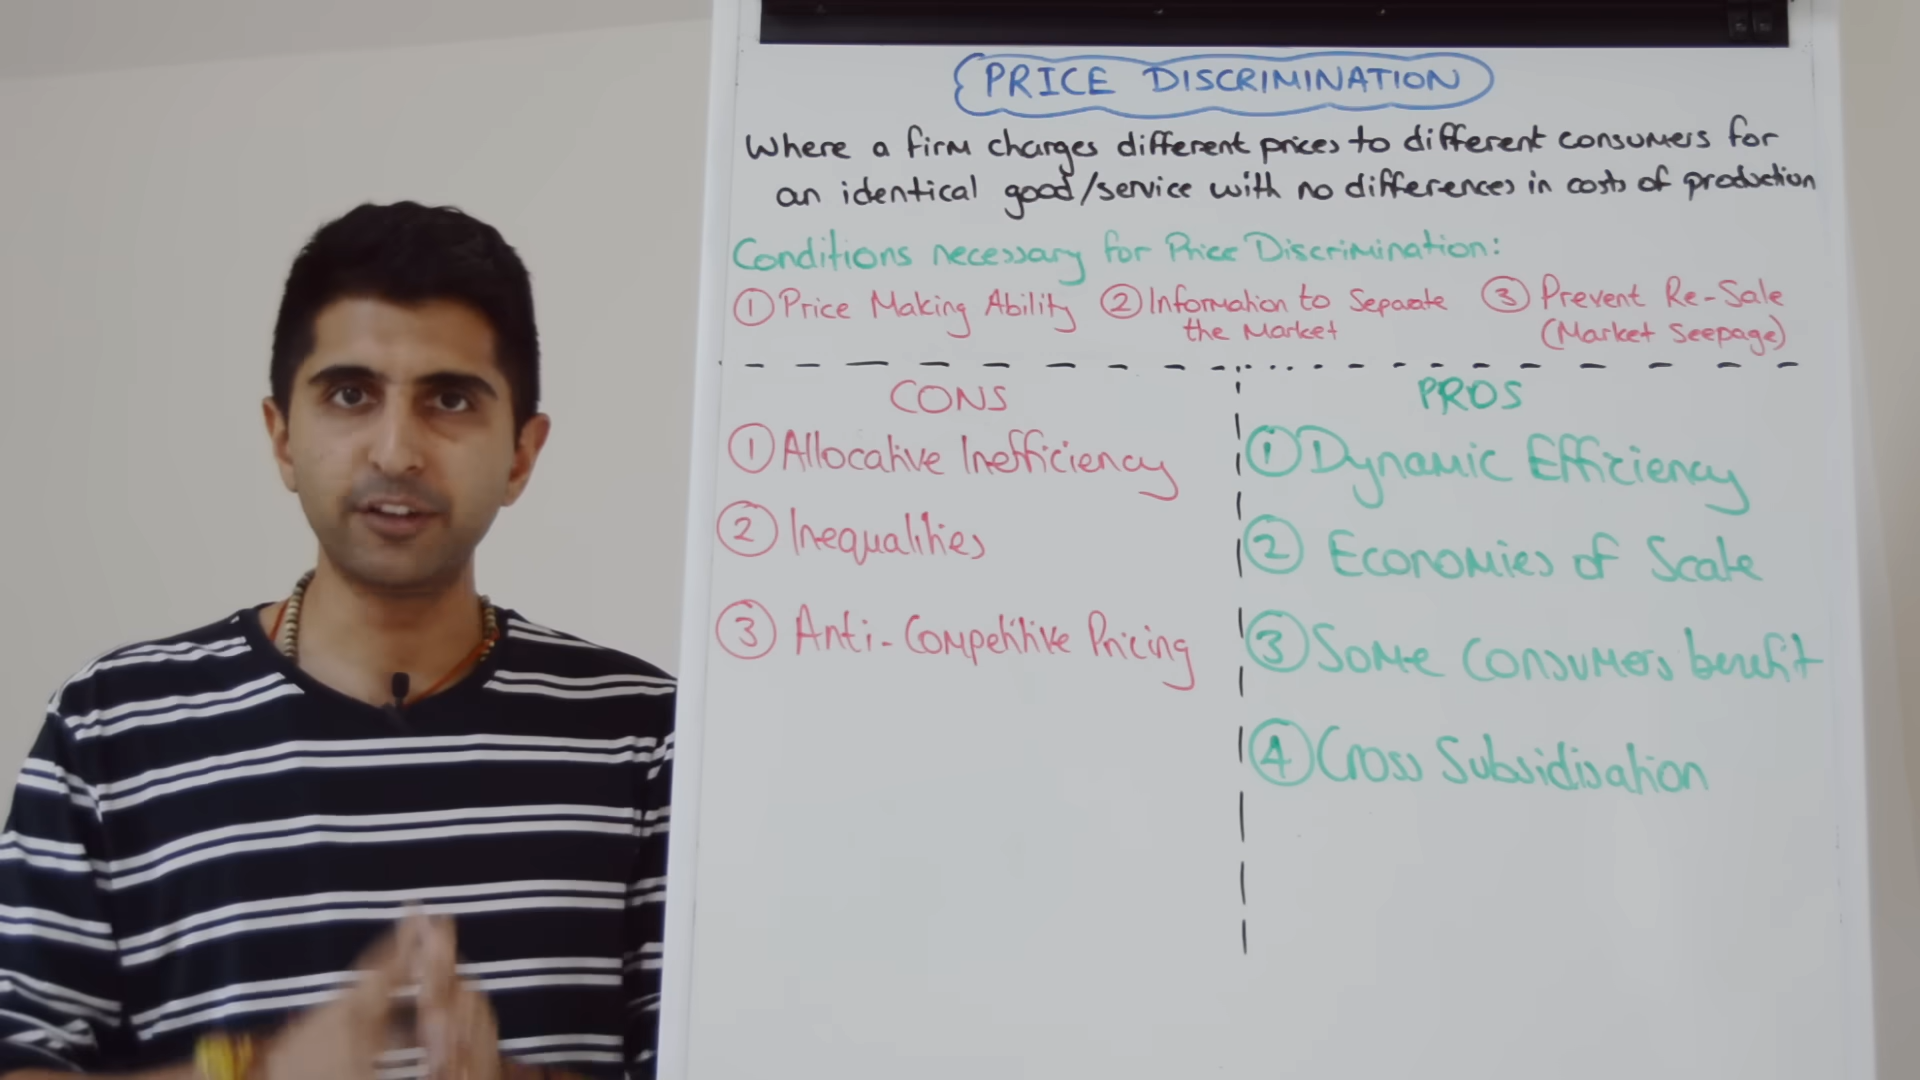 PRICE DISCRIMINATION
Where a firm charges different prices to different consumers for
an identical good/service with no differences in costs of production
Conditions necessary for Price Discrimination:
① Price Making Ability ② Information to Separate ③ Prevent Re-Sale
the Market (Market Seepage)
CONS
① Allocative Inefficiency
② Inequalities
③ Anti-Competitive Pricing
PROS
① Dynamic Efficiency
② Economies of Scale
③ Some Consumers benefit
④ Cross Subsidisation